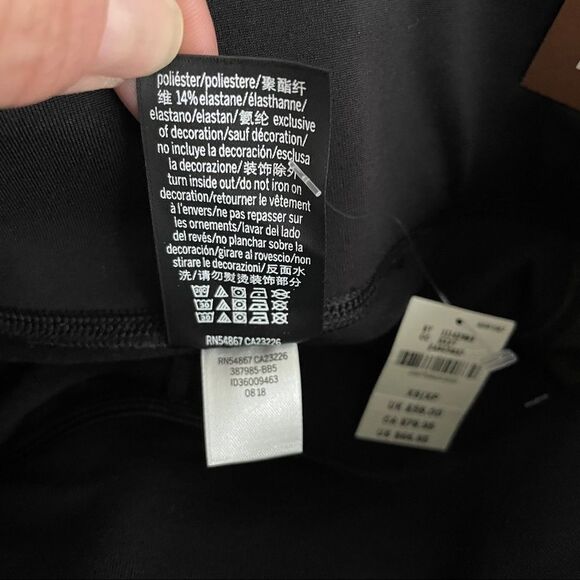 poliéster/poliestere/聚酯纤
维 14% elastane/élasthanne/
elastano/elastan/氨纶 exclusive
of decoration/sauf décoration/
no incluye la decoración/esclusa
la decorazione/装饰除外
turn inside out/do not iron on
decoration/retourner le vêtement
à l'envers/ne pas repasser sur
les ornements/lavar del lado
del revés/no planchar sobre la
decoración/girare al rovescio/non
stirare le decorazioni/反面水
洗/请勿熨烫装饰部分
30
30
RN54867 CA23226
RN54867 CA23226
387985-BB5
ID36009463
08 18
XS/XP